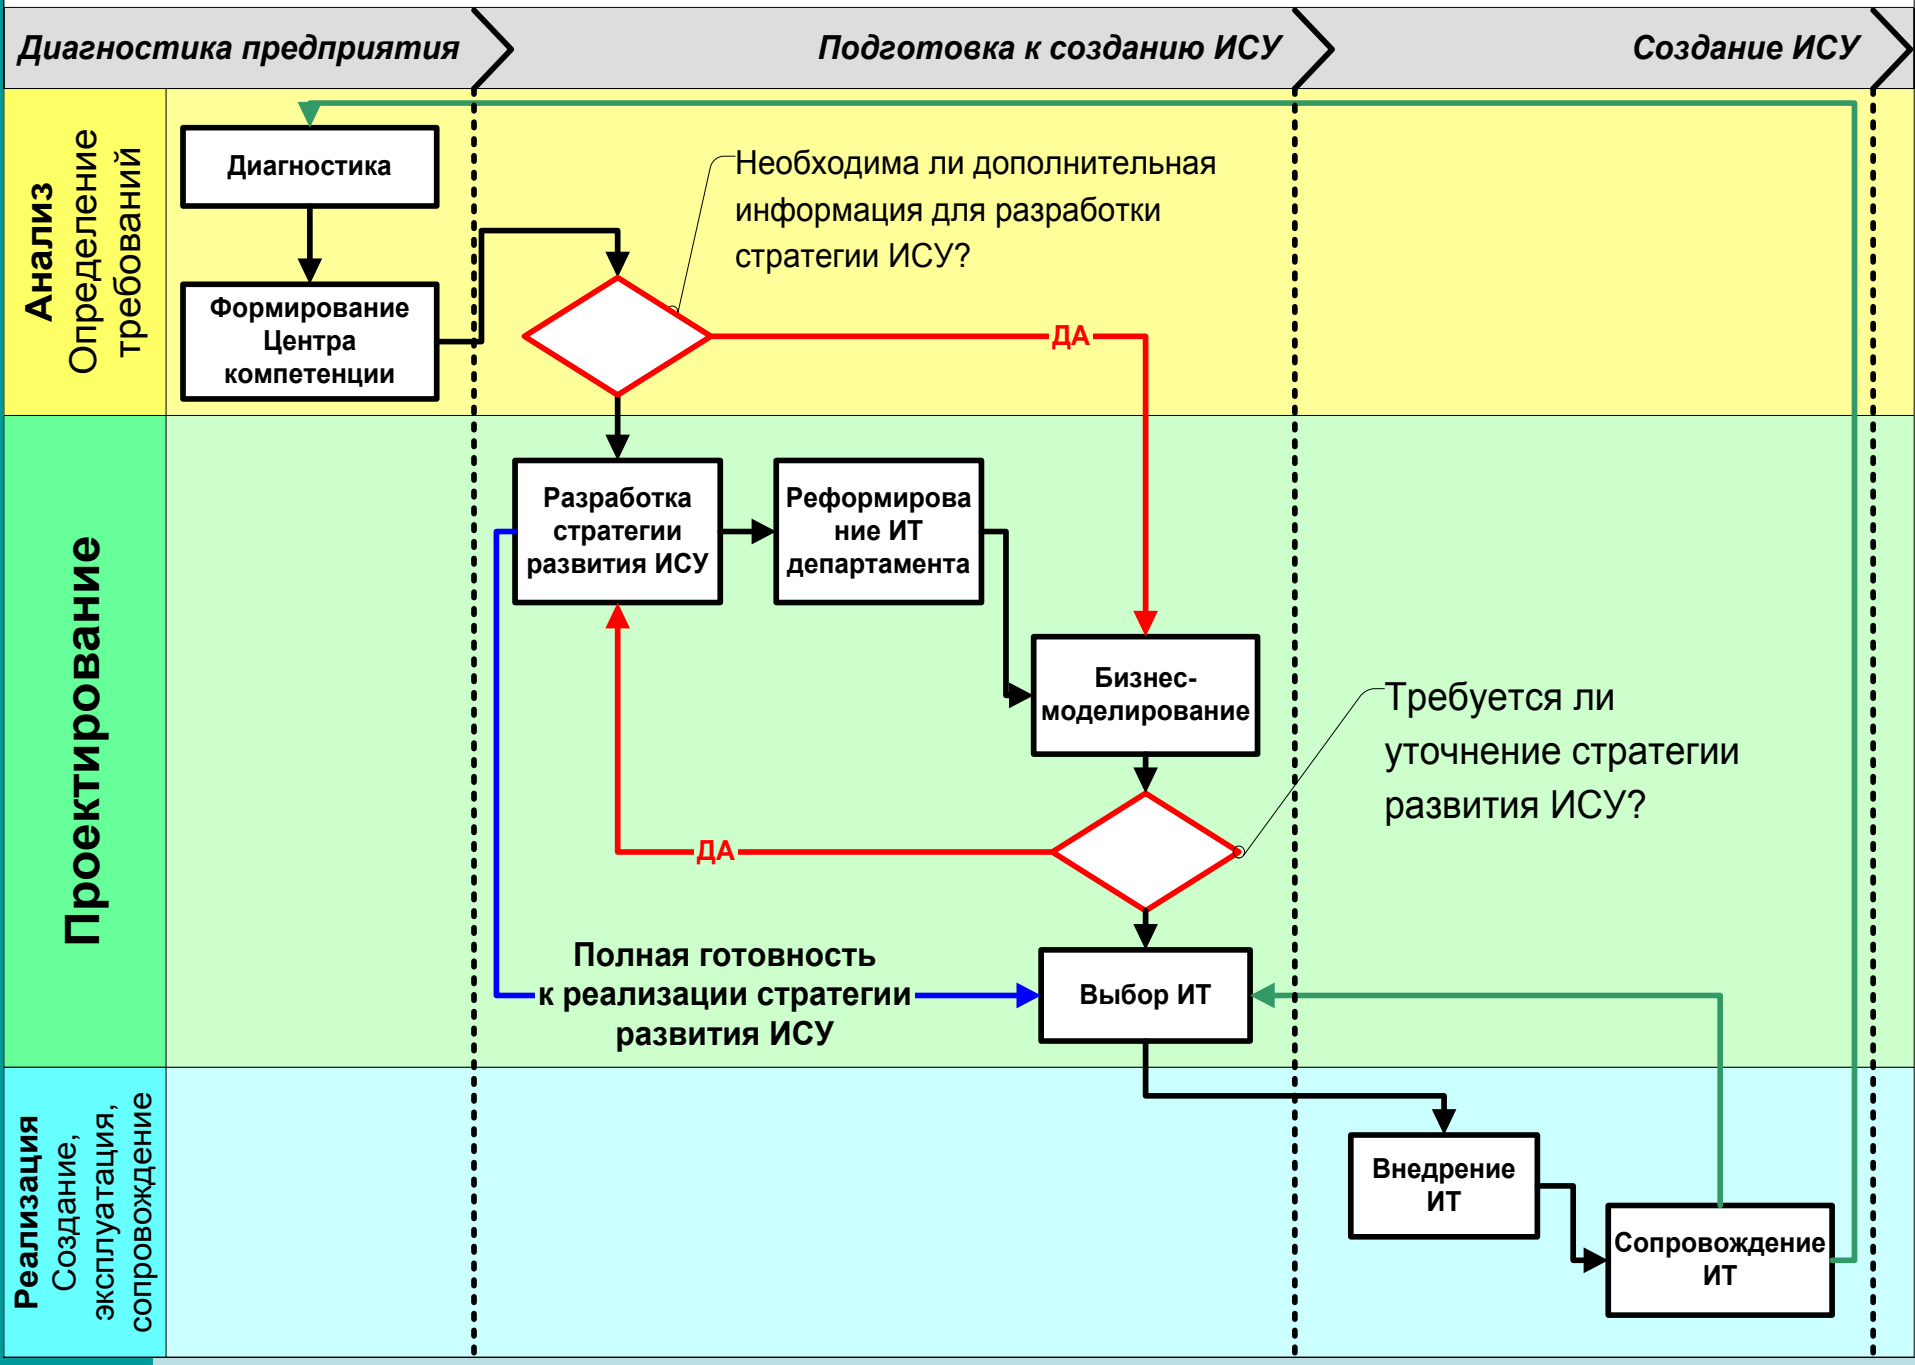 Диагностика предприятия
Подготовка к созданию ИСУ
Создание ИСУ
Анализ
Определение
требований
Диагностика
Формирование
Центра
компетенции
Необходима ли дополнительная
информация для разработки
стратегии ИСУ?
ДА
Проектирование
Разработка
стратегии
развития ИСУ
Реформирова
ние ИТ
департамента
Бизнес-
моделирование
Требуется ли
уточнение стратегии
развития ИСУ?
ДА
Полная готовность
к реализации стратегии
развития ИСУ
Выбор ИТ
Реализация
Создание,
эксплуатация,
сопровождение
Внедрение
ИТ
Сопровождение
ИТ